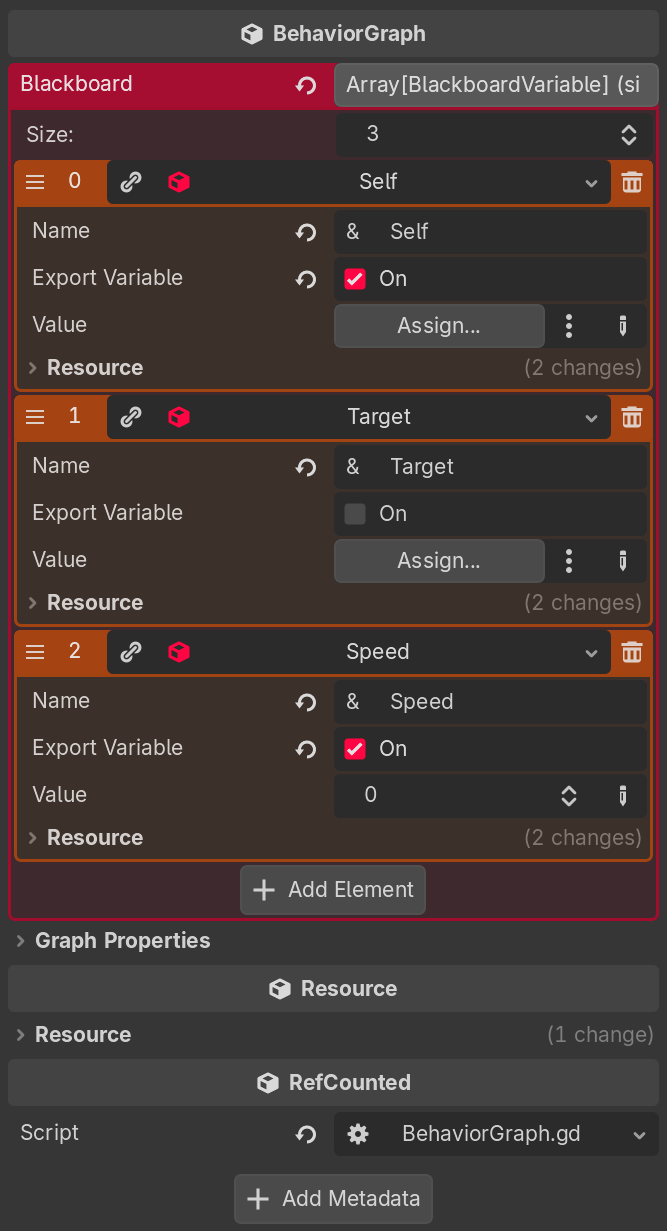 BehaviorGraph
Blackboard Array[BlackboardVariable] (si
Size: 3
0 Self
Name & Self
Export Variable On
Value Assign...
Resource (2 changes)
1 Target
Name & Target
Export Variable On
Value Assign...
Resource (2 changes)
2 Speed
Name & Speed
Export Variable On
Value 0
Resource (2 changes)
Add Element
Graph Properties
Resource
Resource (1 change)
RefCounted
Script BehaviorGraph.gd
Add Metadata